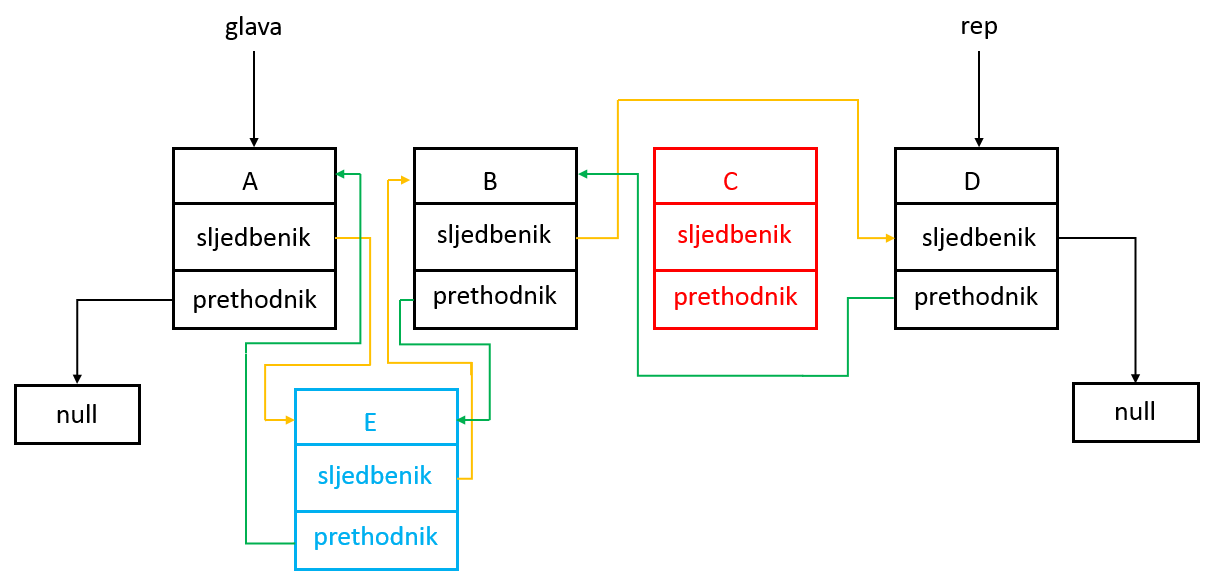 glava
rep
A
sljedbenik
prethodnik
B
sljedbenik
prethodnik
C
sljedbenik
prethodnik
D
sljedbenik
prethodnik
null
null
E
sljedbenik
prethodnik